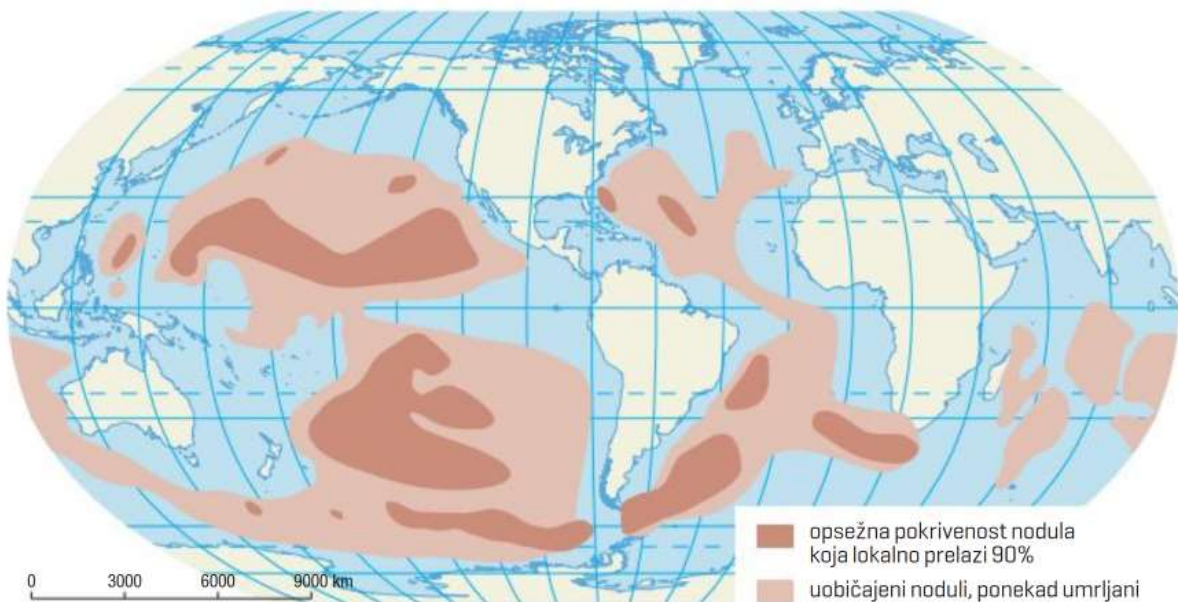 opsežna pokrivenost nodula
koja lokalno prelazi 90%
0 3000 6000 9000 km
uobičajeni noduli, ponekad umrljani